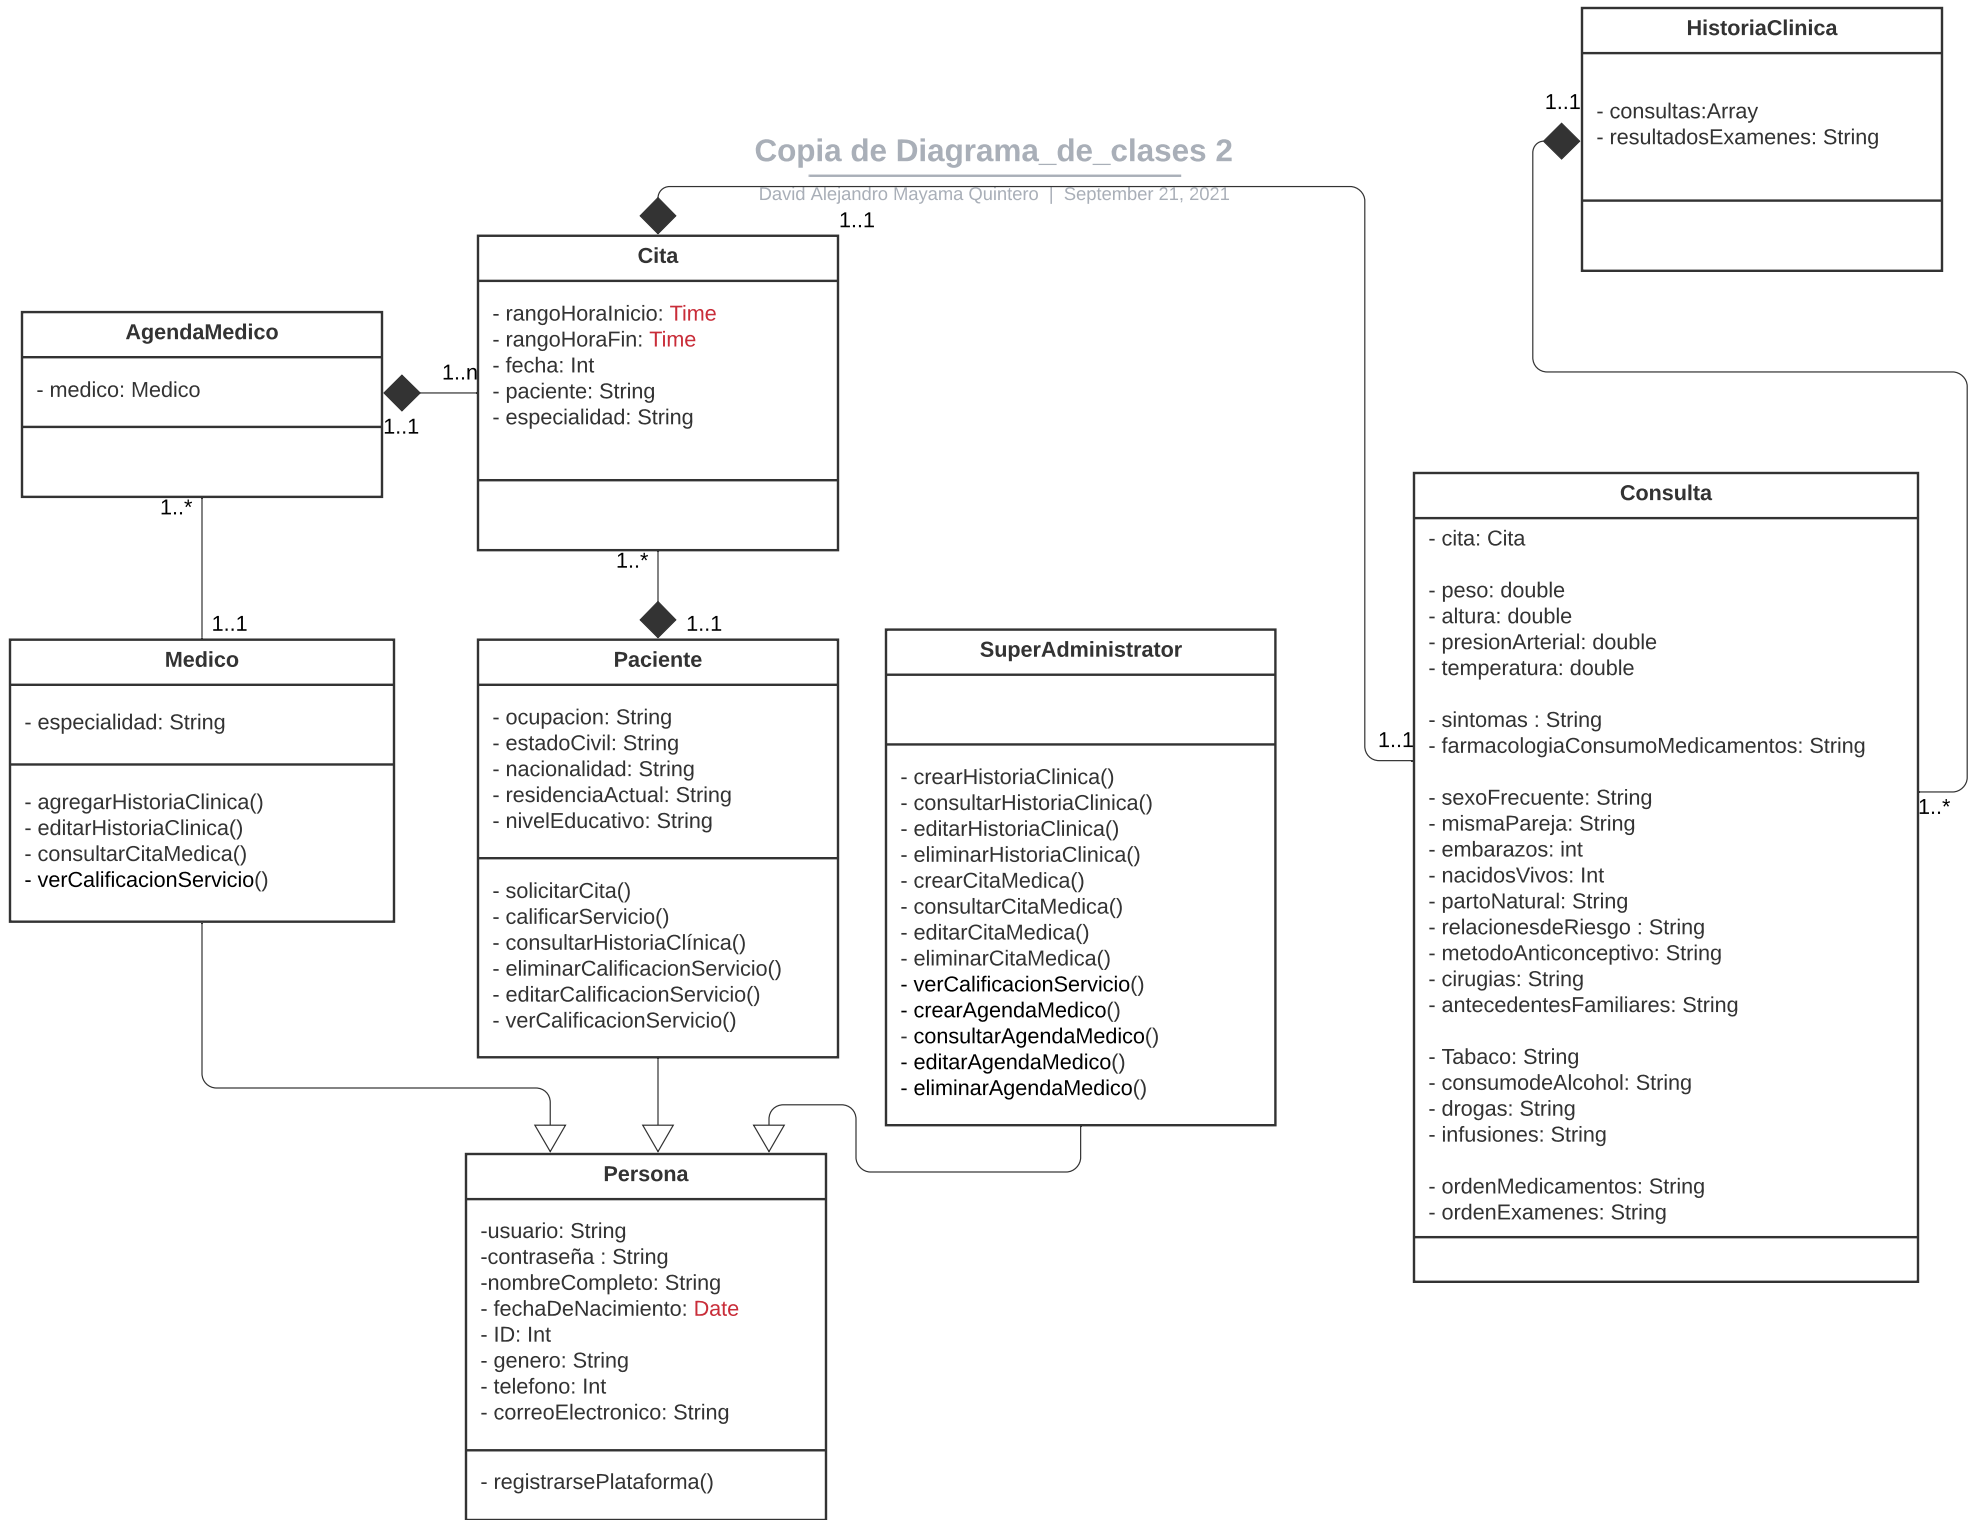 HistoriaClinica
1..1
- consultas:Array
- resultadosExamenes: String
Copia de Diagrama_de_clases 2
David Alejandro Mayama Quintero | September 21, 2021
1..1
Cita
- rangoHoraInicio: Time
- rangoHoraFin: Time
- fecha: Int
- paciente: String
- especialidad: String
AgendaMedico
- medico: Medico
1..n
1..1
1..*
1..1
1..*
1..1
Medico
- especialidad: String
- agregarHistoriaClinica()
- editarHistoriaClinica()
- consultarCitaMedica()
- verCalificacionServicio()
Paciente
- ocupacion: String
- estadoCivil: String
- nacionalidad: String
- residenciaActual: String
- nivelEducativo: String
- solicitarCita()
- calificarServicio()
- consultarHistoriaClínica()
- eliminarCalificacionServicio()
- editarCalificacionServicio()
- verCalificacionServicio()
SuperAdministrator
- crearHistoriaClinica()
- consultarHistoriaClinica()
- editarHistoriaClinica()
- eliminarHistoriaClinica()
- crearCitaMedica()
- consultarCitaMedica()
- editarCitaMedica()
- eliminarCitaMedica()
- verCalificacionServicio()
- crearAgendaMedico()
- consultarAgendaMedico()
- editarAgendaMedico()
- eliminarAgendaMedico()
Consulta
- cita: Cita
- peso: double
- altura: double
- presionArterial: double
- temperatura: double
- sintomas : String
- farmacologiaConsumoMedicamentos: String
- sexoFrecuente: String
- mismaPareja: String
- embarazos: int
- nacidosVivos: Int
- partoNatural: String
- relacionesdeRiesgo : String
- metodoAnticonceptivo: String
- cirugias: String
- antecedentesFamiliares: String
- Tabaco: String
- consumodeAlcohol: String
- drogas: String
- infusiones: String
- ordenMedicamentos: String
- ordenExamenes: String
1..1
1..*
Persona
-usuario: String
-contraseña : String
-nombreCompleto: String
- fechaDeNacimiento: Date
- ID: Int
- genero: String
- telefono: Int
- correoElectronico: String
- registrarsePlataforma()